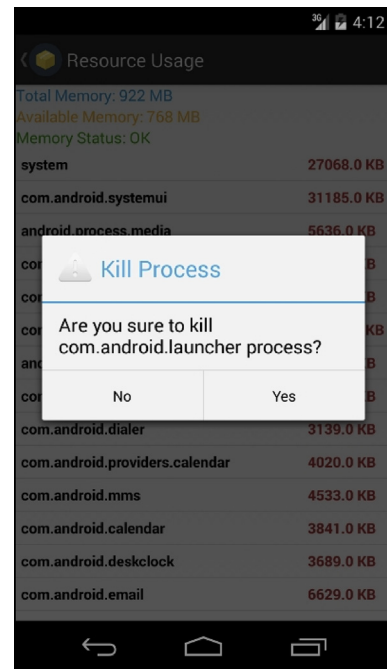 3G 4:12
Resource Usage
Total Memory: 922 MB
Available Memory: 768 MB
Memory Status: OK
system 27068.0 KB
com.android.systemui 31185.0 KB
android.process.media 5636.0 KB
Kill Process
Are you sure to kill
com.android.launcher process?
No Yes
com.android.dialer 3139.0 KB
com.android.providers.calendar 4020.0 KB
com.android.mms 4533.0 KB
com.android.calendar 3841.0 KB
com.android.deskclock 3689.0 KB
com.android.email 6629.0 KB